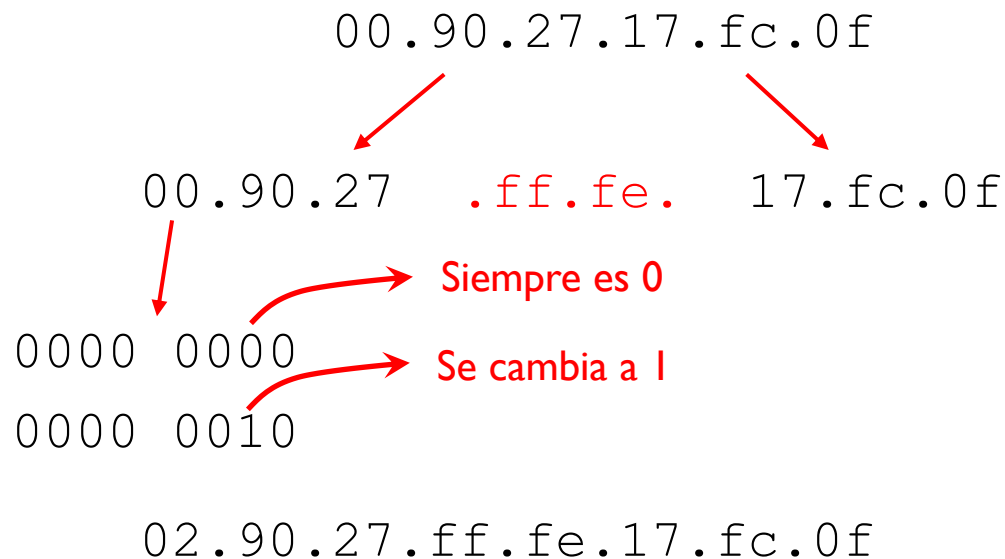 00.90.27.17.fc.0f
00.90.27 .ff.fe. 17.fc.0f
Siempre es 0
0000 0000
Se cambia a 1
0000 0010
02.90.27.ff.fe.17.fc.0f